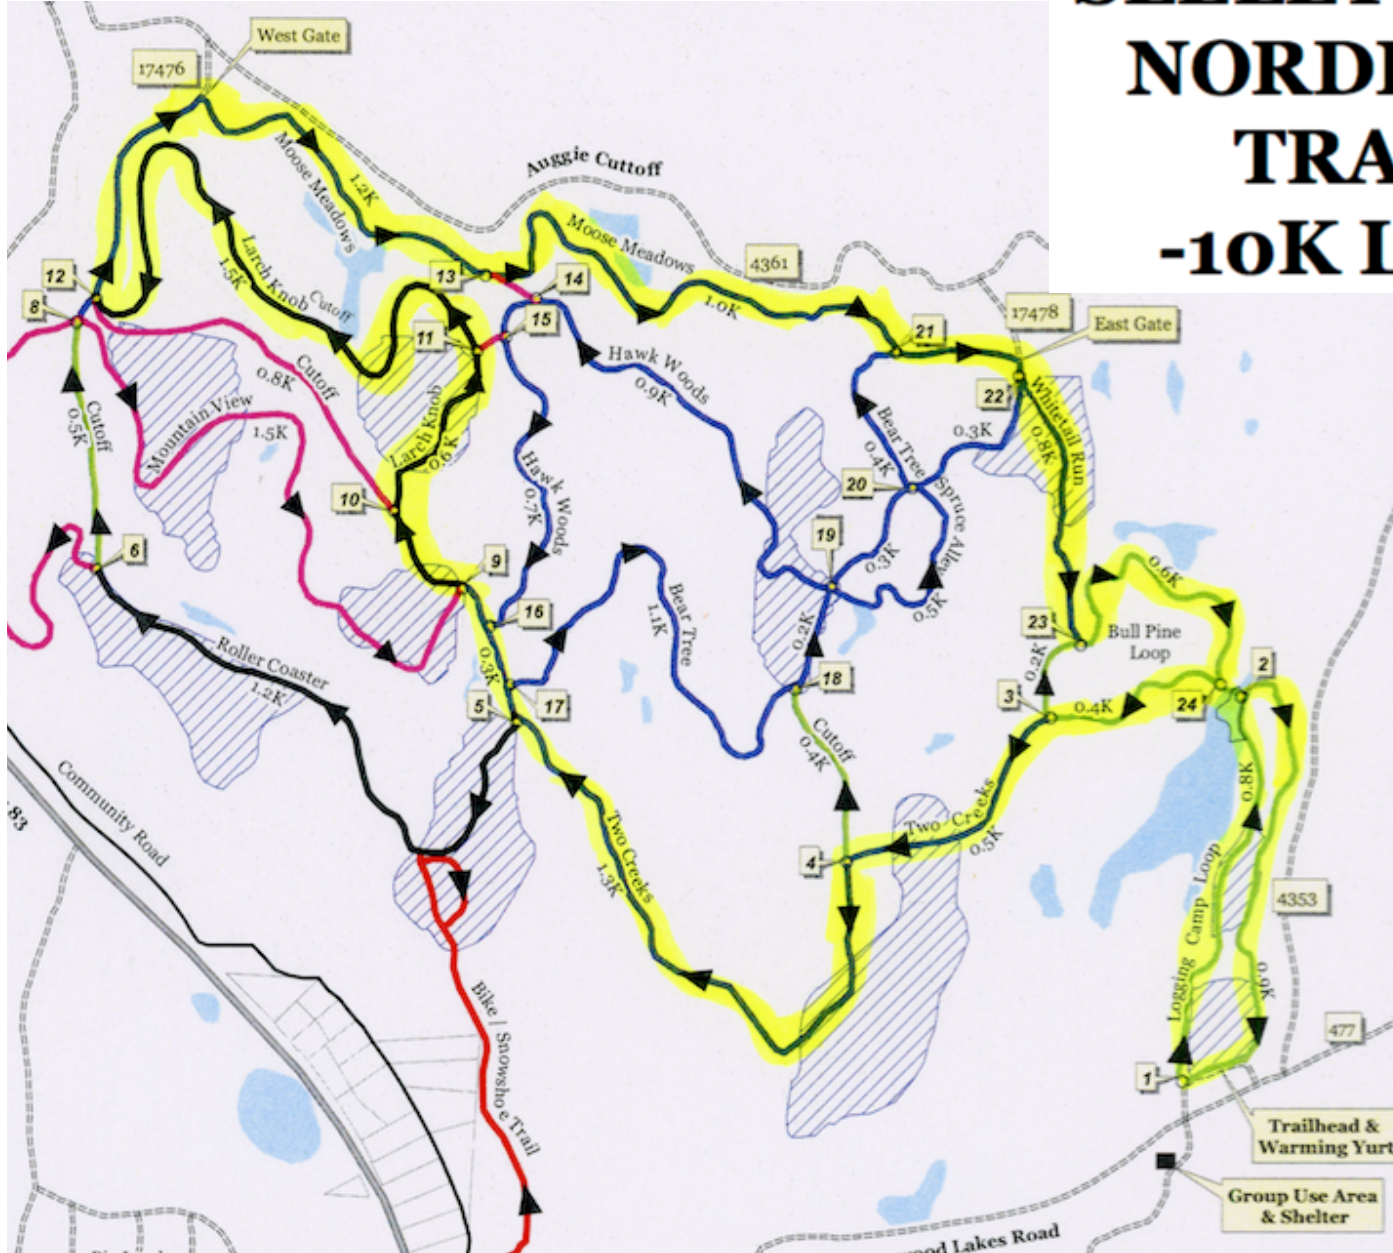 NORD
TRA
-10K L
West Gate
17476
Auggie Cuttoff
Moose Meadows
1.2K
Moose Meadows
4361
1.0K
12
8
13
14
15
11
Larch Knob
Cutoff
1.5K
17478
East Gate
21
22
Hawk Woods
0.9K
Cutoff
0.8K
Cutoff
0.5K
Mountain View
1.5K
Larch Knob
0.6K
Whitetail Run
0.8K
Bear Tree
0.4K
0.3K
20
10
Hawk Woods
0.7K
Spruce Alley
0.5K
19
0.3K
6
9
16
0.6K
Bear Tree
1.1K
0.2K
23
Bull Pine
Loop
0.2K
Roller Coaster
1.2K
0.3K
17
5
18
3
0.4K
24
2
Cutoff
0.4K
Community Road
83
Two Creeks
1.3K
Two Creeks
0.5K
4
0.8K
Logging Camp Loop
4353
0.9K
477
Bike / Snowshoe Trail
1
Trailhead &
Warming Yurt
Group Use Area
& Shelter
ood Lakes Road